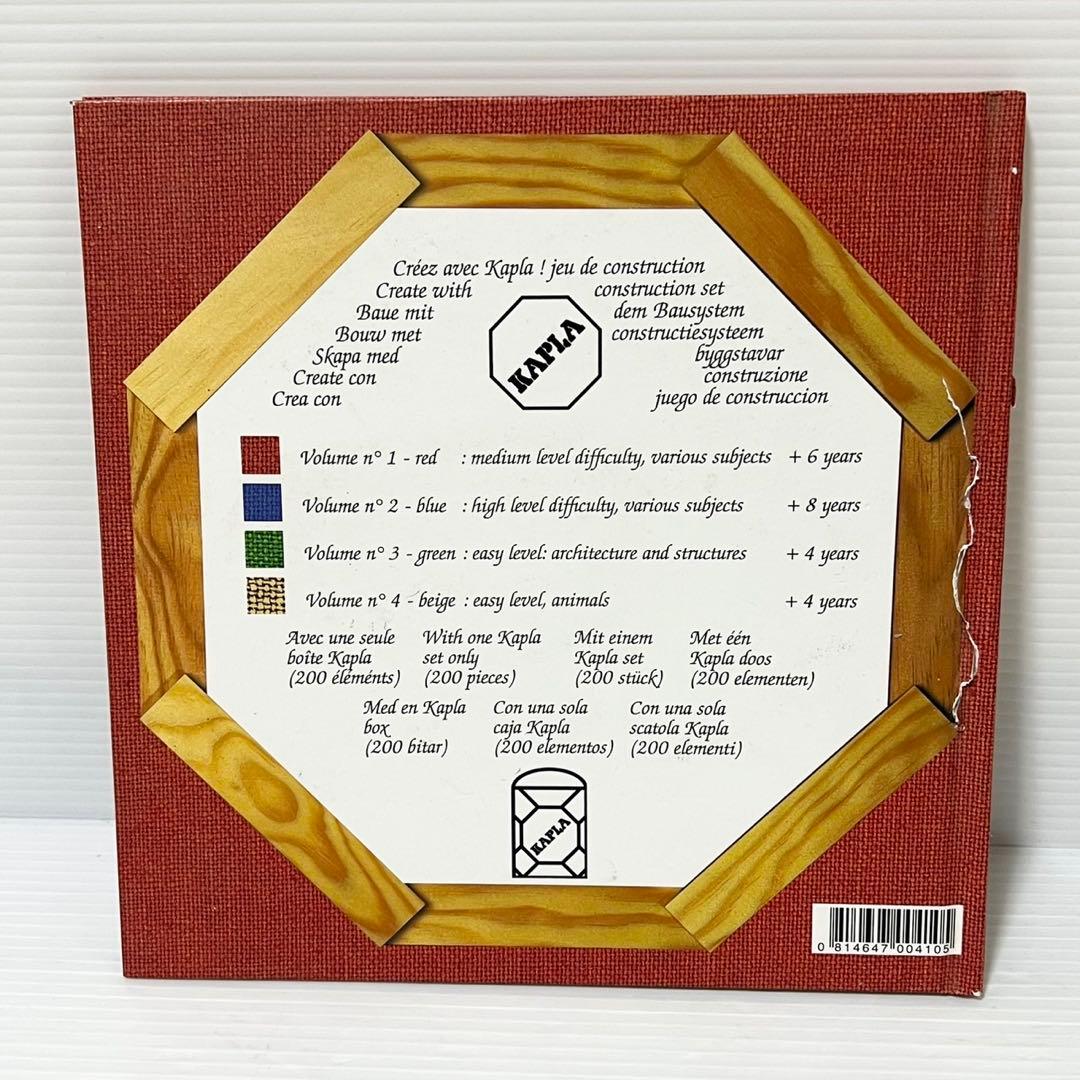 Créez avec Kapla ! jeu de construction
Create with construction set
Baue mit dem Bausystem
Bouw met constructiesysteem
Skapa med byggstavar
Create con construzione
Crea con juego de construccion
KAPLA
Volume n° 1 - red : medium level difficulty, various subjects + 6 years
Volume n° 2 - blue : high level difficulty, various subjects + 8 years
Volume n° 3 - green : easy level: architecture and structures + 4 years
Volume n° 4 - beige : easy level, animals + 4 years
Avec une seule With one Kapla Mit einem Met één
boîte Kapla set only Kapla set Kapla doos
(200 éléménts) (200 pieces) (200 stück) (200 elementen)
Med en Kapla Con una sola Con una sola
box caja Kapla scatola Kapla
(200 bitar) (200 elementos) (200 elementi)
KAPLA
0 814647 004105